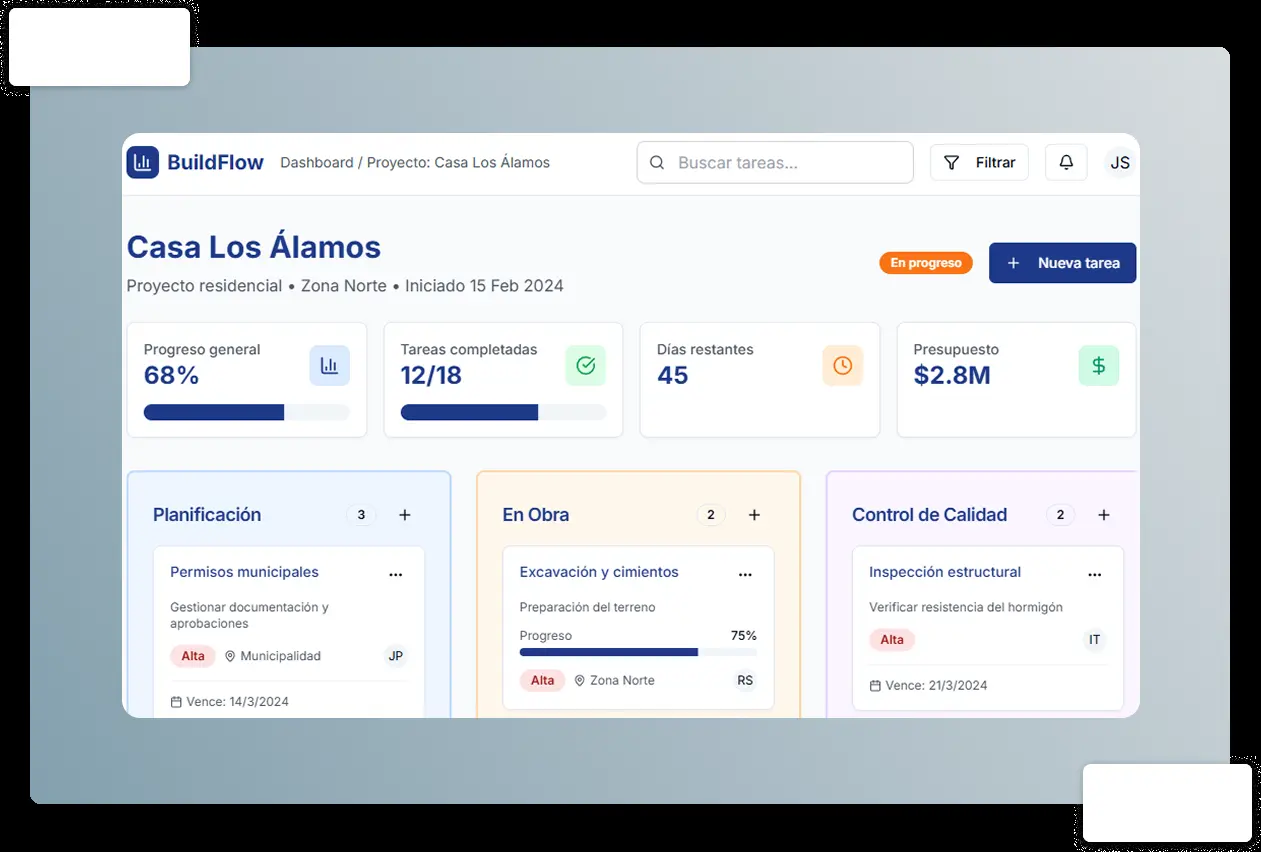 BuildFlow
Dashboard / Proyecto: Casa Los Álamos
Buscar tareas...
Filtrar
JS
Casa Los Álamos
Proyecto residencial • Zona Norte • Iniciado 15 Feb 2024
En progreso
+ Nueva tarea
Progreso general
68%
Tareas completadas
12/18
Días restantes
45
Presupuesto
$2.8M
$
Planificación
3 +
Permisos municipales
...
Gestionar documentación y
aprobaciones
Alta
Municipalidad
JP
Vence: 14/3/2024
En Obra
2 +
Excavación y cimientos
...
Preparación del terreno
Progreso
75%
Alta
Zona Norte
RS
Control de Calidad
2 +
Inspección estructural
...
Verificar resistencia del hormigón
Alta
IT
Vence: 21/3/2024